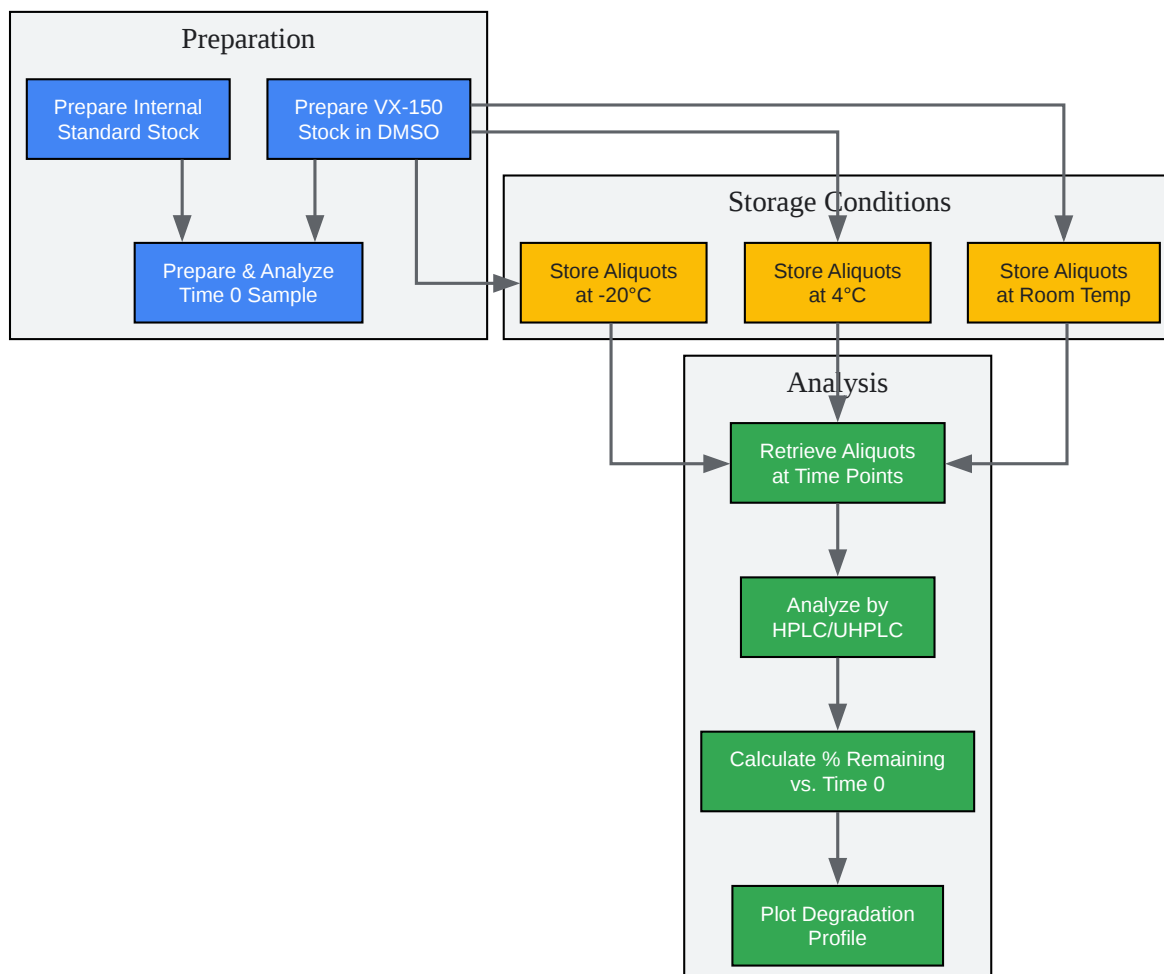 Preparation
Prepare Internal
Standard Stock
Prepare VX-150
Stock in DMSO
Prepare & Analyze
Time 0 Sample
Storage Conditions
Store Aliquots
at -20°C
Store Aliquots
at 4°C
Store Aliquots
at Room Temp
Analysis
Retrieve Aliquots
at Time Points
Analyze by
HPLC/UHPLC
Calculate % Remaining
vs. Time 0
Plot Degradation
Profile